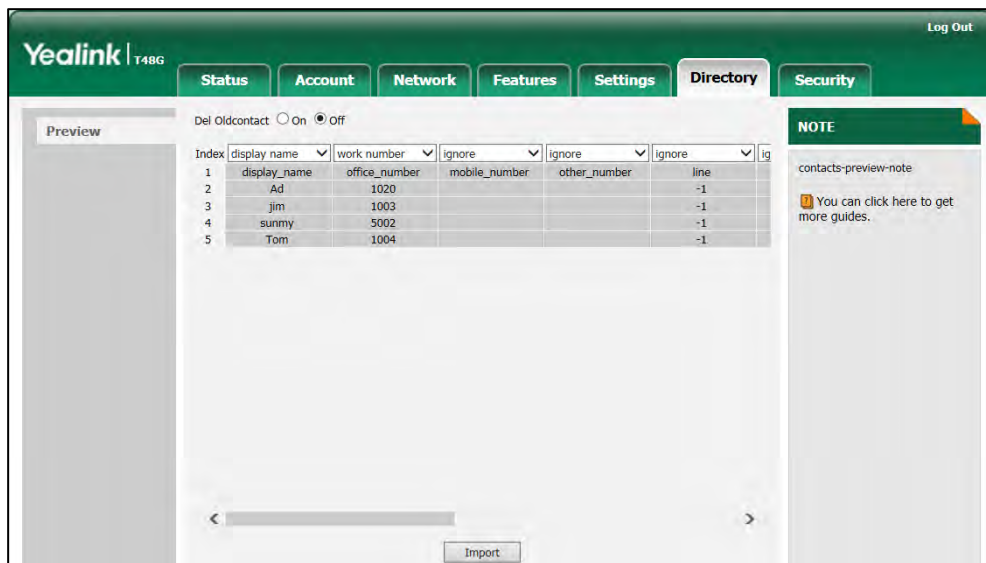 Log Out
Yealink T48G
Status Account Network Features Settings Directory Security
Preview
Del Oldcontact On Off
Index display name work number ignore ignore ignore ig
1 display_name office_number mobile_number other_number line
2 Ad 1020 -1
3 jim 1003 -1
4 sunmy 5002 -1
5 Tom 1004 -1
Import
NOTE
contacts-preview-note
You can click here to get
more guides.